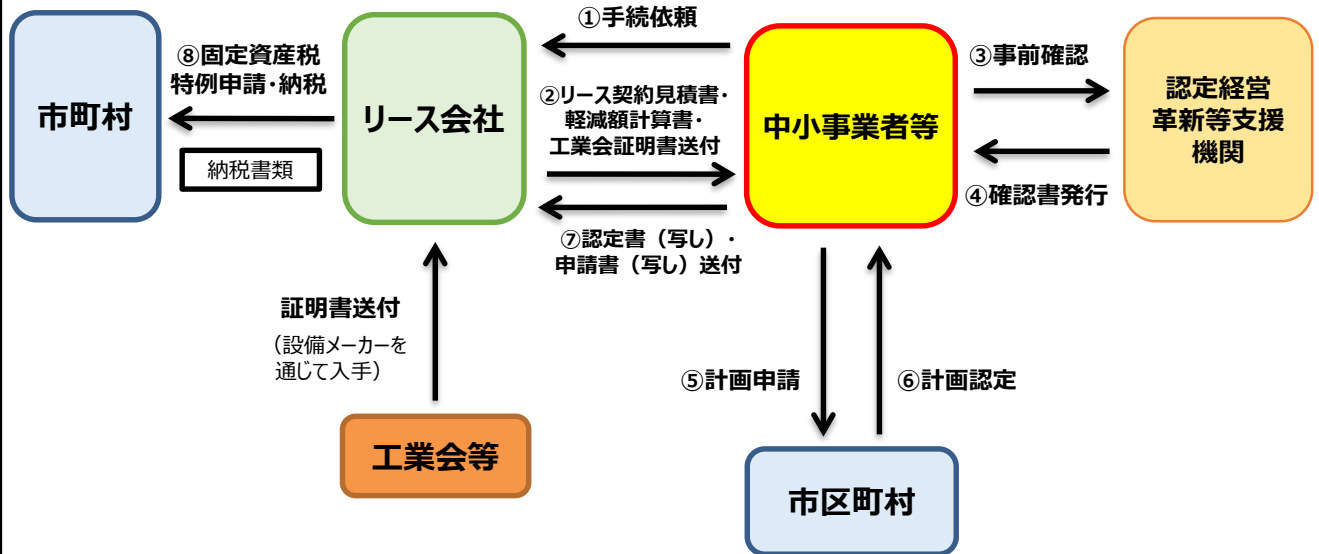 ①手続依頼
⑧固定資産税
特例申請・納税
③事前確認
市町村
リース会社
②リース契約見積書・
軽減額計算書・
工業会証明書送付
中小事業者等
認定経営
革新等支援
機関
納税書類
④確認書発行
⑦認定書（写し）・
申請書（写し）送付
証明書送付
（設備メーカーを
通じて入手）
⑤計画申請
⑥計画認定
工業会等
市区町村